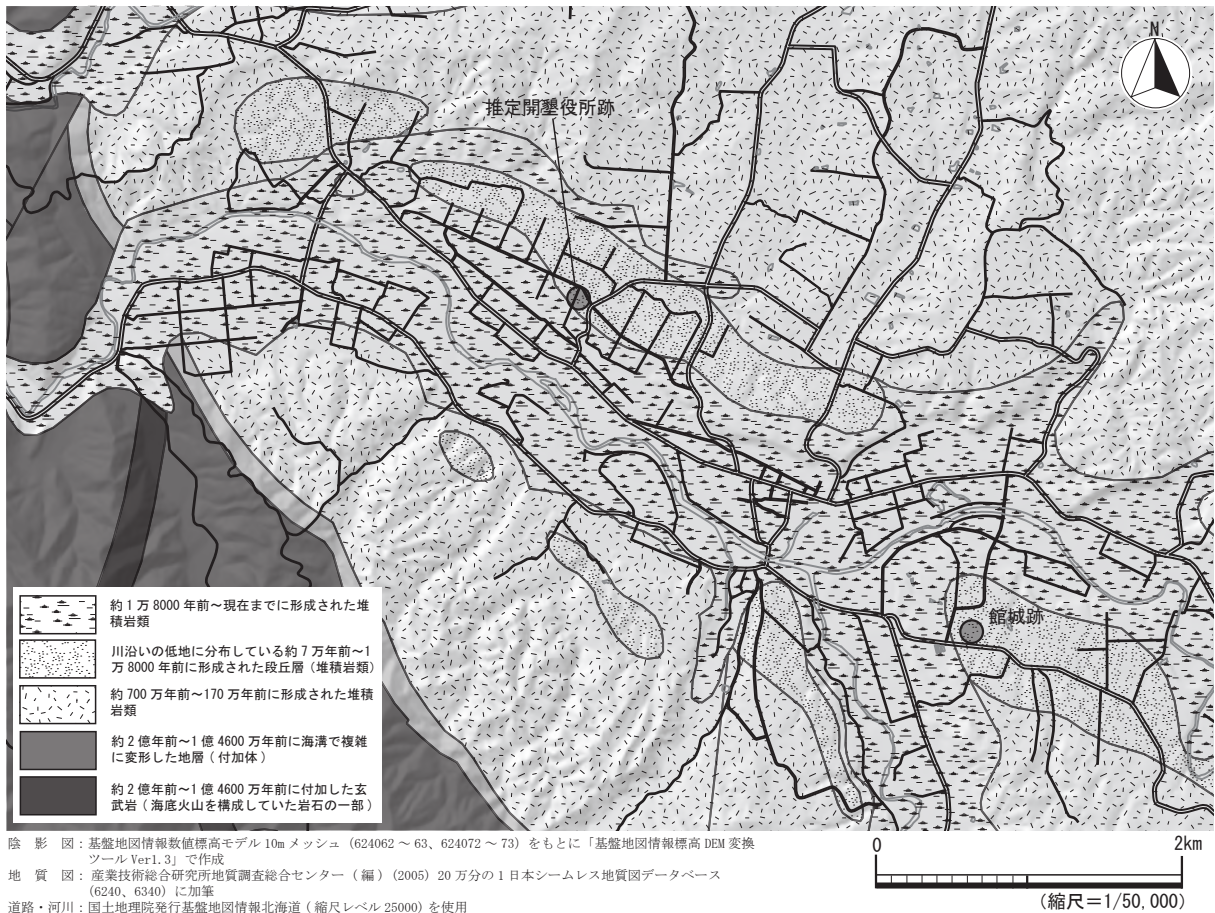 N
推定開墾役所跡
館城跡
約1万8000年前～現在までに形成された堆
積岩類
川沿いの低地に分布している約7万年前～1
万8000年前に形成された段丘層（堆積岩類）
約700万年前～170万年前に形成された堆積
岩類
約2億年前～1億4600万年前に海溝で複雑
に変形した地層（付加体）
約2億年前～1億4600万年前に付加した玄
武岩（海底火山を構成していた岩石の一部）
陰影図：基盤地図情報数値標高モデル10mメッシュ（624062～63、624072～73）をもとに「基盤地図情報標高DEM変換
ツールVer1.3」で作成
地質図：産業技術総合研究所地質調査総合センター（編）(2005) 20万分の1日本シームレス地質図データベース
(6240、6340) に加筆
道路・河川：国土地理院発行基盤地図情報北海道（縮尺レベル25000）を使用
0 2km
（縮尺＝1/50,000）